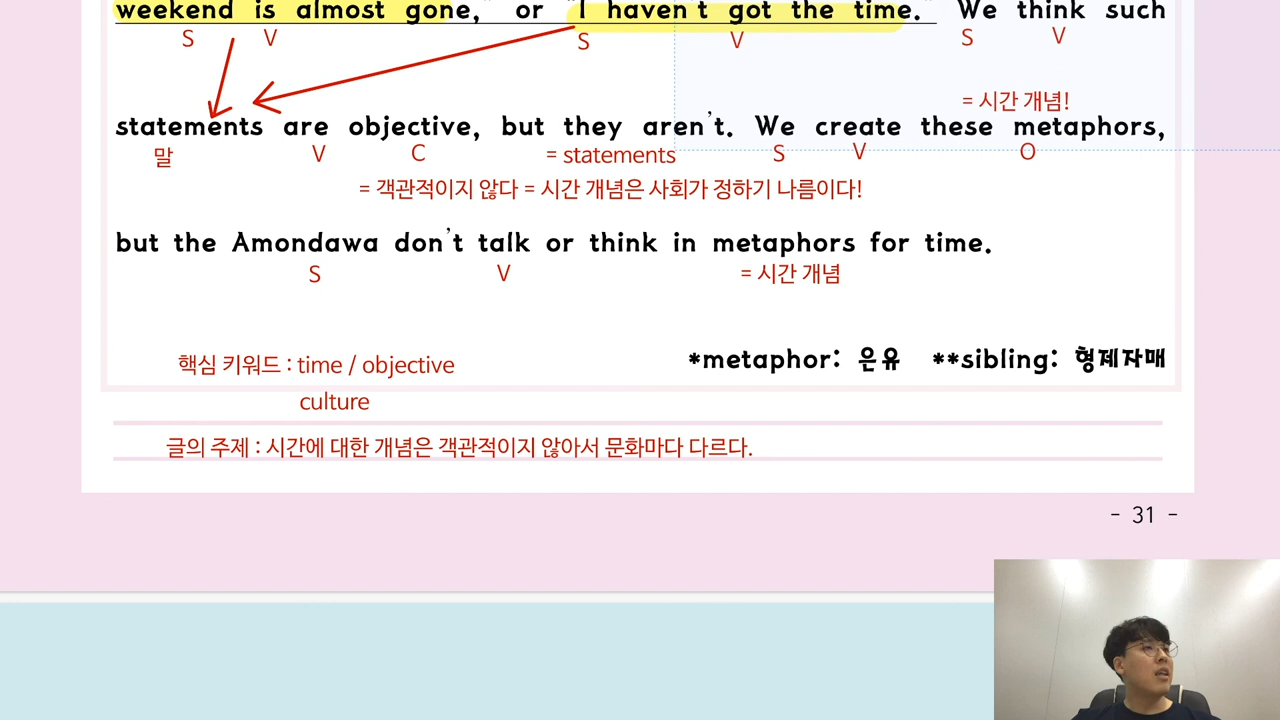 weekend is almost gone," or "I haven't got the time." We think such
S V S V S V
= 시간 개념!
statements are objective, but they aren't. We create these metaphors,
말 V C = statements S V O
= 객관적이지 않다 = 시간 개념은 사회가 정하기 나름이다!
but the Amondawa don't talk or think in metaphors for time.
S V = 시간 개념
핵심 키워드 : time / objective
*metaphor: 은유 **sibling: 형제자매
culture
글의 주제 : 시간에 대한 개념은 객관적이지 않아서 문화마다 다르다.
- 31 -